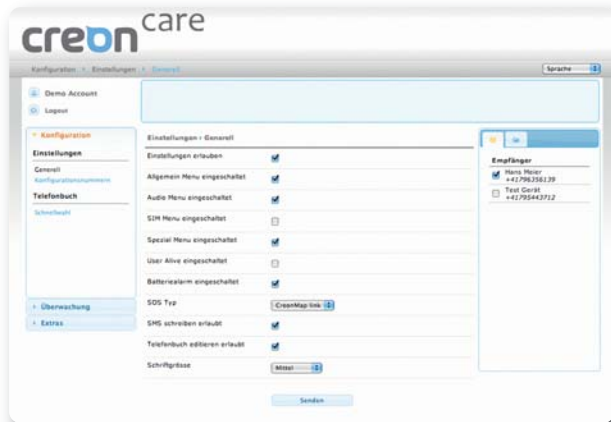 creon care
Konfiguration › Einstellungen › Generell
Sprache
Demo Account
Logout
Konfiguration
Einstellungen
Generell
Konfigurationsnummern
Telefonbuch
Schnellwahl
Überwachung
Extras
Einstellungen › Generell
Einstellungen erlauben
Allgemein Menu eingeschaltet
Audio Menu eingeschaltet
SIM Menu eingeschaltet
Spezial Menu eingeschaltet
User Alive eingeschaltet
Batteriealarm eingeschaltet
SOS Typ
CreonMap link
SMS schreiben erlaubt
Telefonbuch editieren erlaubt
Schriftgrösse
Mittel
Senden
Empfänger
Hans Meier
+41796356139
Test Gerät
+41795443712